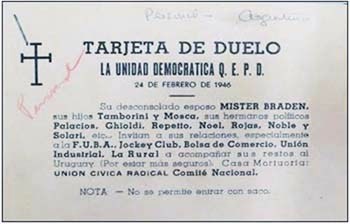 Perónismo - Argentina
Personal
TARJETA DE DUELO
LA UNIDAD DEMOCRATICA Q. E. P. D.
24 DE FEBRERO DE 1946
Su desconsolado esposo MISTER BRADEN,
sus hijos Tamborini y Mosca, sus hermanos políticos
Palacios, Ghioldi, Repetto, Noel, Rojas, Noble y
Solari, etc., Invitan a sus relaciones, especialmente
a la F.U.B.A., Jockey Club, Bolsa de Comercio, Unión
Industrial, La Rural a acompañar sus restos al
Uruguay (Por estar más seguros). Casa Mortuoria:
UNION CIVICA RADICAL Comité Nacional.
NOTA — No se permite entrar con saco.